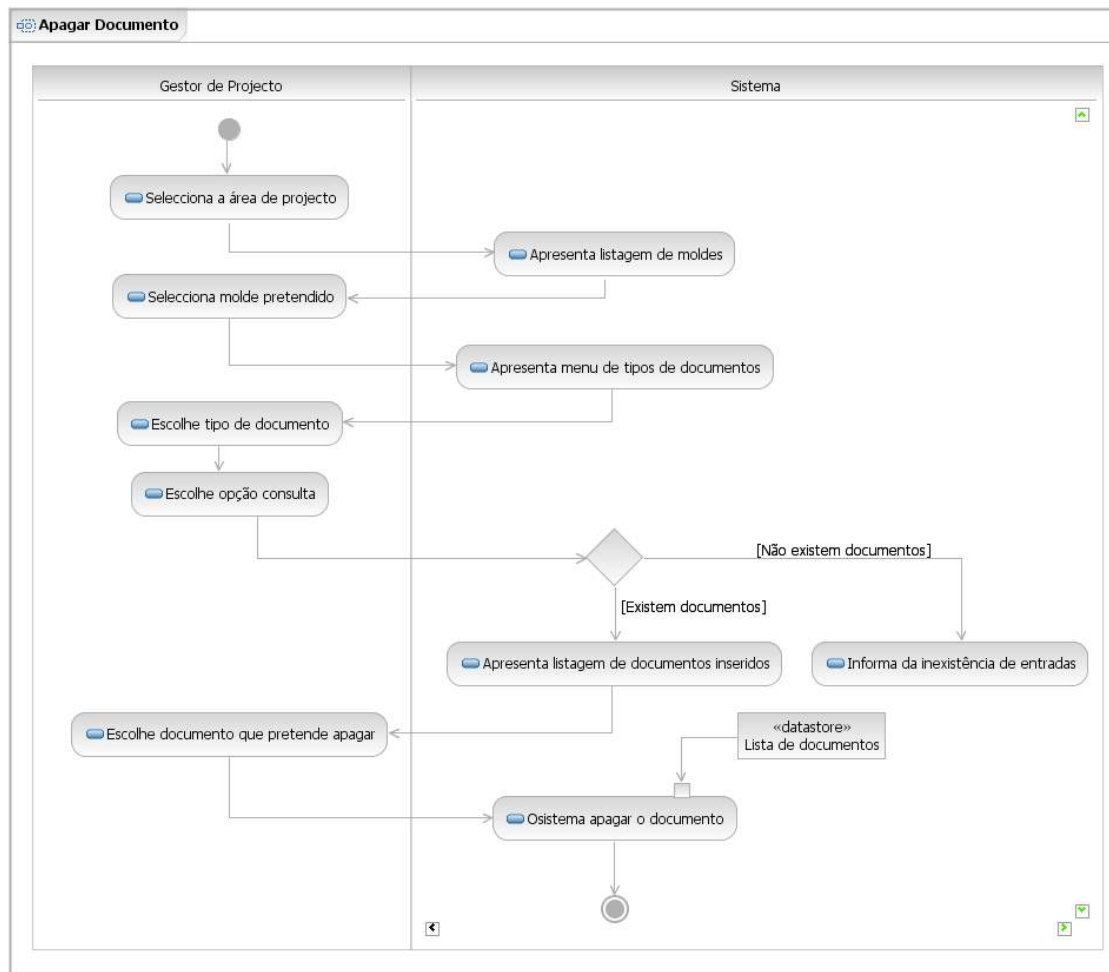 Apagar Documento
Gestor de Projecto
Sistema
Selecciona a área de projecto
Apresenta listagem de moldes
Selecciona molde pretendido
Apresenta menu de tipos de documentos
Escolhe tipo de documento
Escolhe opção consulta
[Não existem documentos]
[Existem documentos]
Apresenta listagem de documentos inseridos
Informa da inexistência de entradas
Escolhe documento que pretende apagar
«datastore»
Lista de documentos
Osistema apagar o documento